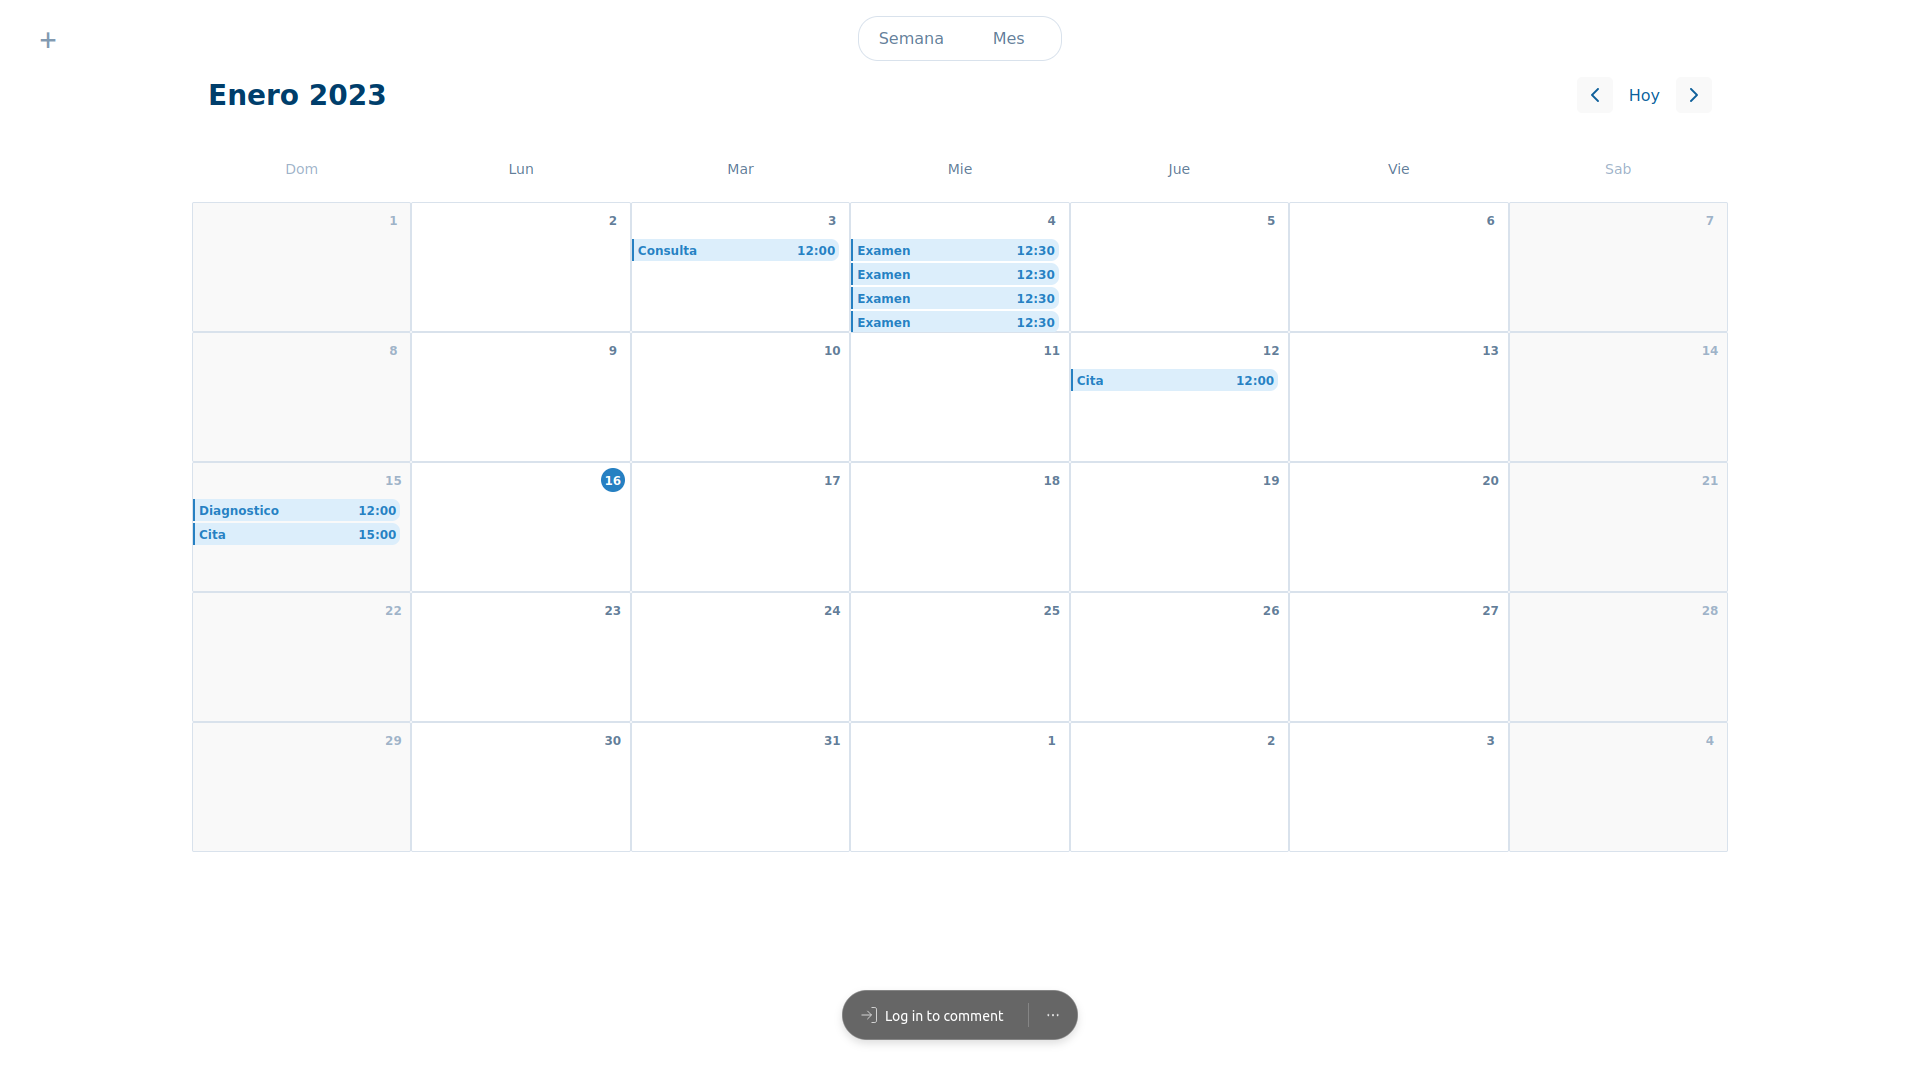 +
Semana Mes
Enero 2023
Hoy
Dom Lun Mar Mie Jue Vie Sab
1 2 3 4 5 6 7
Consulta 12:00 Examen 12:30
Examen 12:30
Examen 12:30
Examen 12:30
8 9 10 11 12 13 14
Cita 12:00
15 16 17 18 19 20 21
Diagnostico 12:00
Cita 15:00
22 23 24 25 26 27 28
29 30 31 1 2 3 4
Log in to comment ...